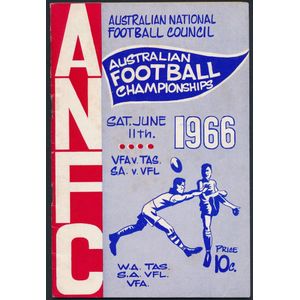 ANFC
AUSTRALIAN NATIONAL
FOOTBALL COUNCIL
AUSTRALIAN
FOOTBALL
CHAMPIONSHIPS
SAT. JUNE
11th.
1966
VFA V. TAS.
S.A. V. VFL
PRICE
10c.
W.A. TAS.
S.A. VFL.
VFA.